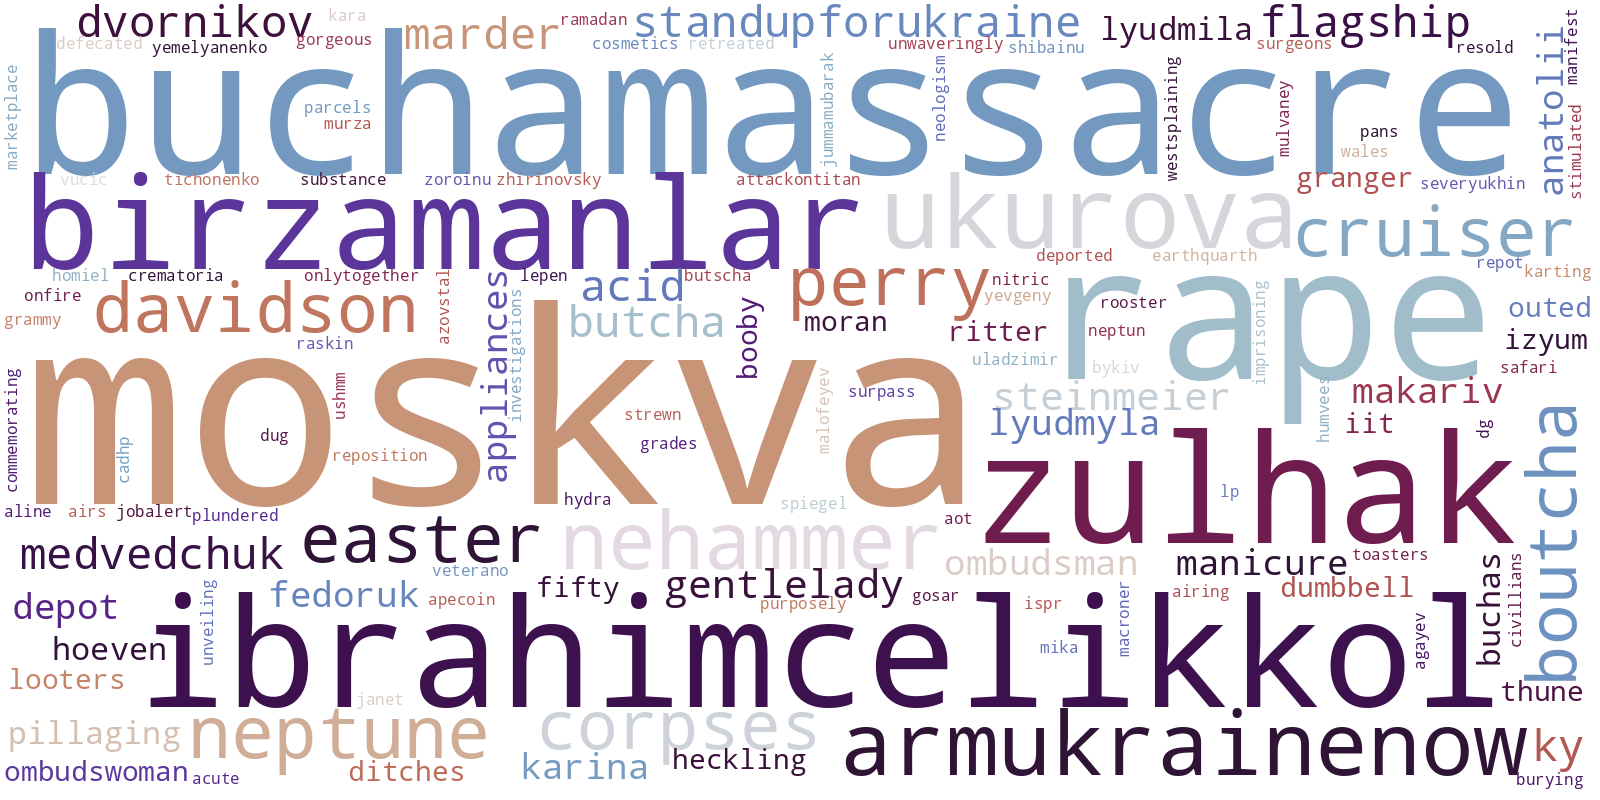 dvornikov
kara
ramadan
standupforukraine
flagship
marder
lyudmila
defecated
yemelyanenko
gorgeous
cosmetics
retreated
unwaveringly
shibainu
surgeons
resold
manifest
marketplace
buchamassacre
parcels
murza
jummamubarak
neologism
westsplaining
mulvaney
pans
wales
anatolii
stimulated
vucic
tichonenko
substance
zoroinu
zhirinovsky
attackontitan
granger
severyukhin
birzamanlar
ukurova
cruiser
homiel
crematoria
onlytogether
lepen
butscha
deported
earthquarth
repot
karting
onfire
davidson
azovstal
appliances
acid
perry
nitric
yevgeny
rape
rooster
outed
grammy
raskin
investigations
butcha
booby
moran
ritter
neptun
imprisoning
izyum
uladzimir
bykiv
safari
commemorating
moskva
ushmm
strewn
surpass
malofeyev
steinmeier
humvees
makariv
cadhp
dug
reposition
grades
lyudmyla
iit
dg
boutcha
zulhak
hydra
spiegel
lp
aline
airs
jobalert
plundered
easter
nehammer
aot
medvedchuk
veterano
ombudsman
manicure
toasters
civillians
buchas
depot
unveiling
fedoruk
apecoin
fifty
gentlelady
purposely
gosar
ispr
macroner
airing
dumbbell
hoeven
ibrahimcelikkol
mika
agayev
looters
janet
thune
pillaging
neptune
corpses
armukrainenow
ky
ombudswoman
acute
ditches
karina
heckling
burying